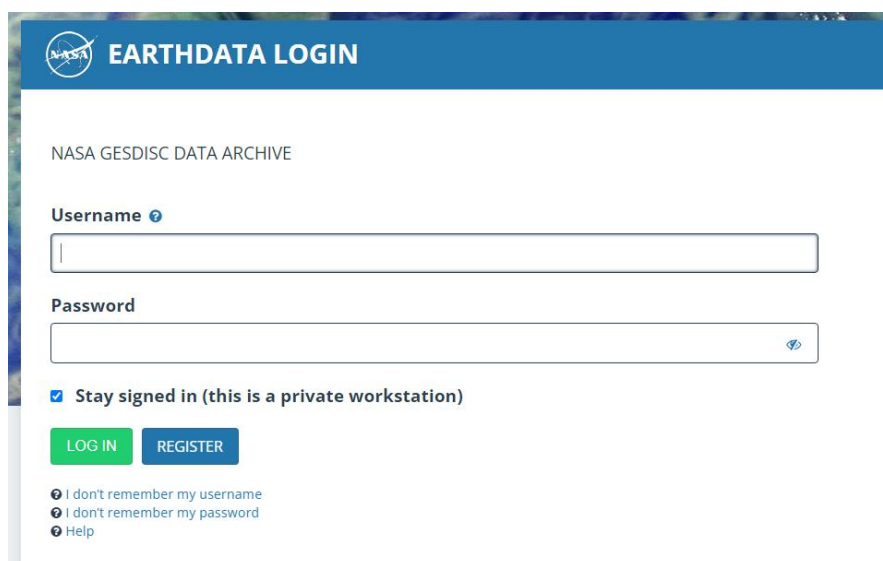 NASA
EARTHDATA LOGIN
NASA GESDISC DATA ARCHIVE
Username
Password
Stay signed in (this is a private workstation)
LOG IN REGISTER
I don't remember my username
I don't remember my password
Help